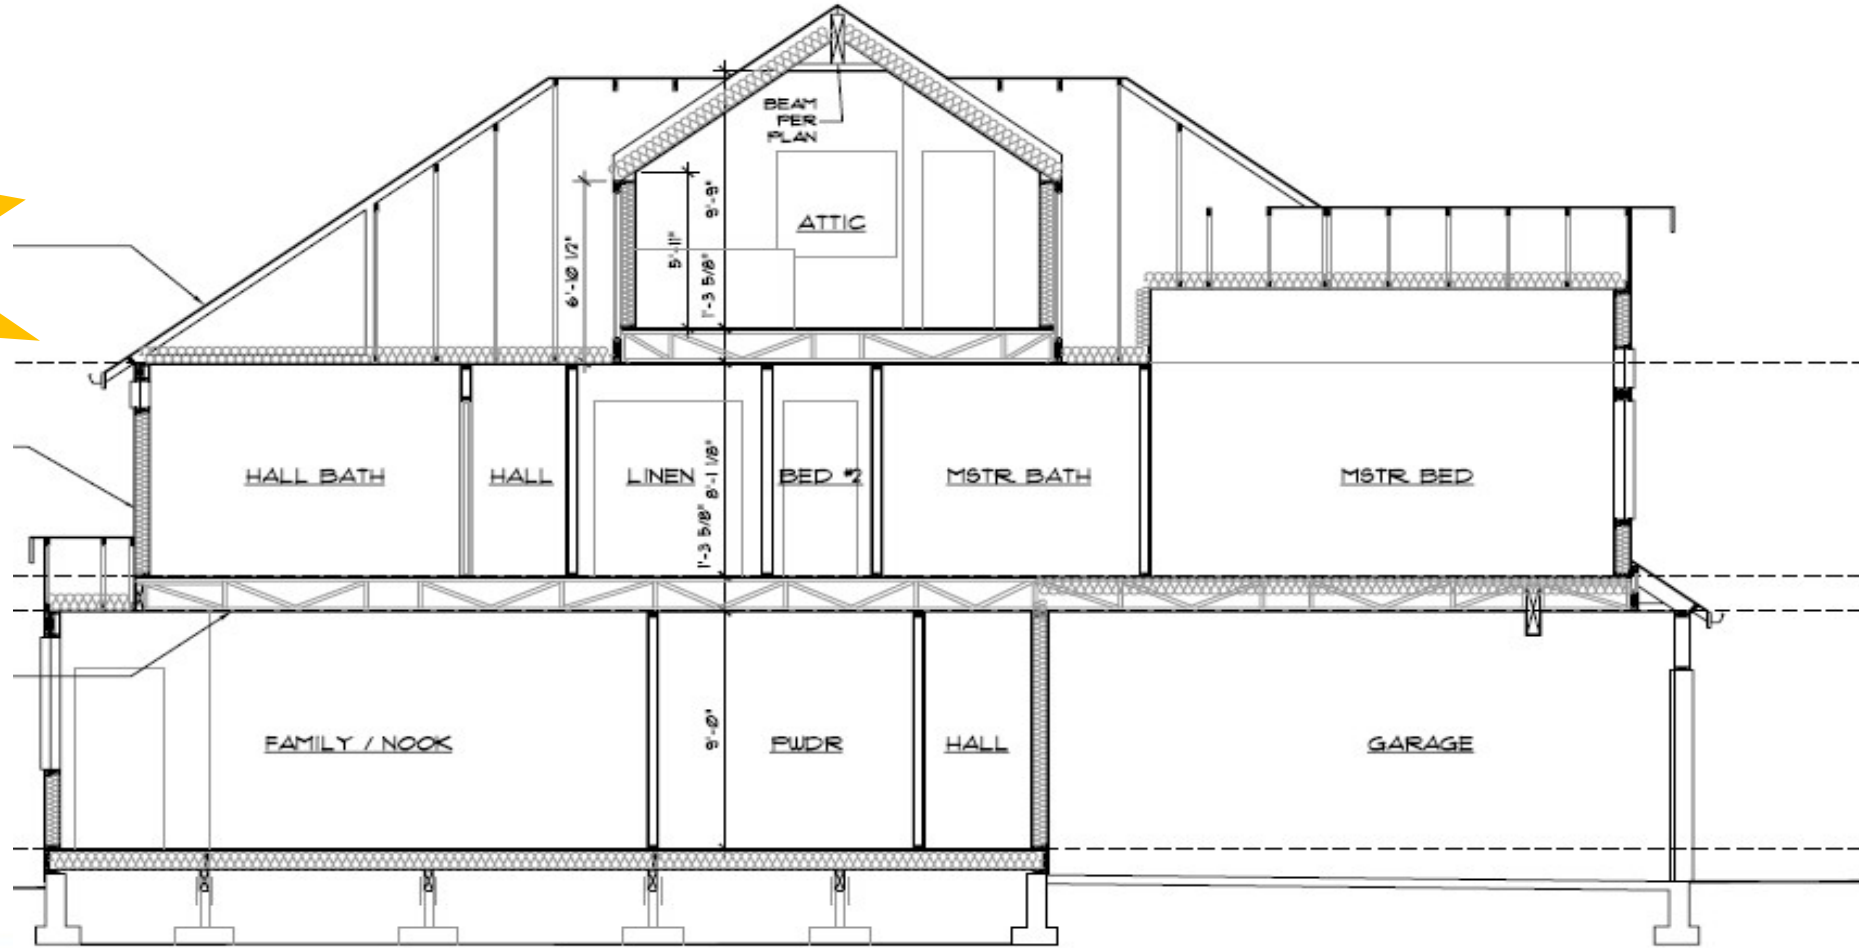 BEAM
PER
PLAN
9'-9"
ATTIC
6'-10 1/2"
5'-11"
1'-3 5/8"
HALL BATH
HALL
LINEN
8'-1 1/8"
BED #2
MSTR BATH
MSTR BED
1'-3 5/8"
FAMILY / NOOK
9'-0"
PWDR
HALL
GARAGE